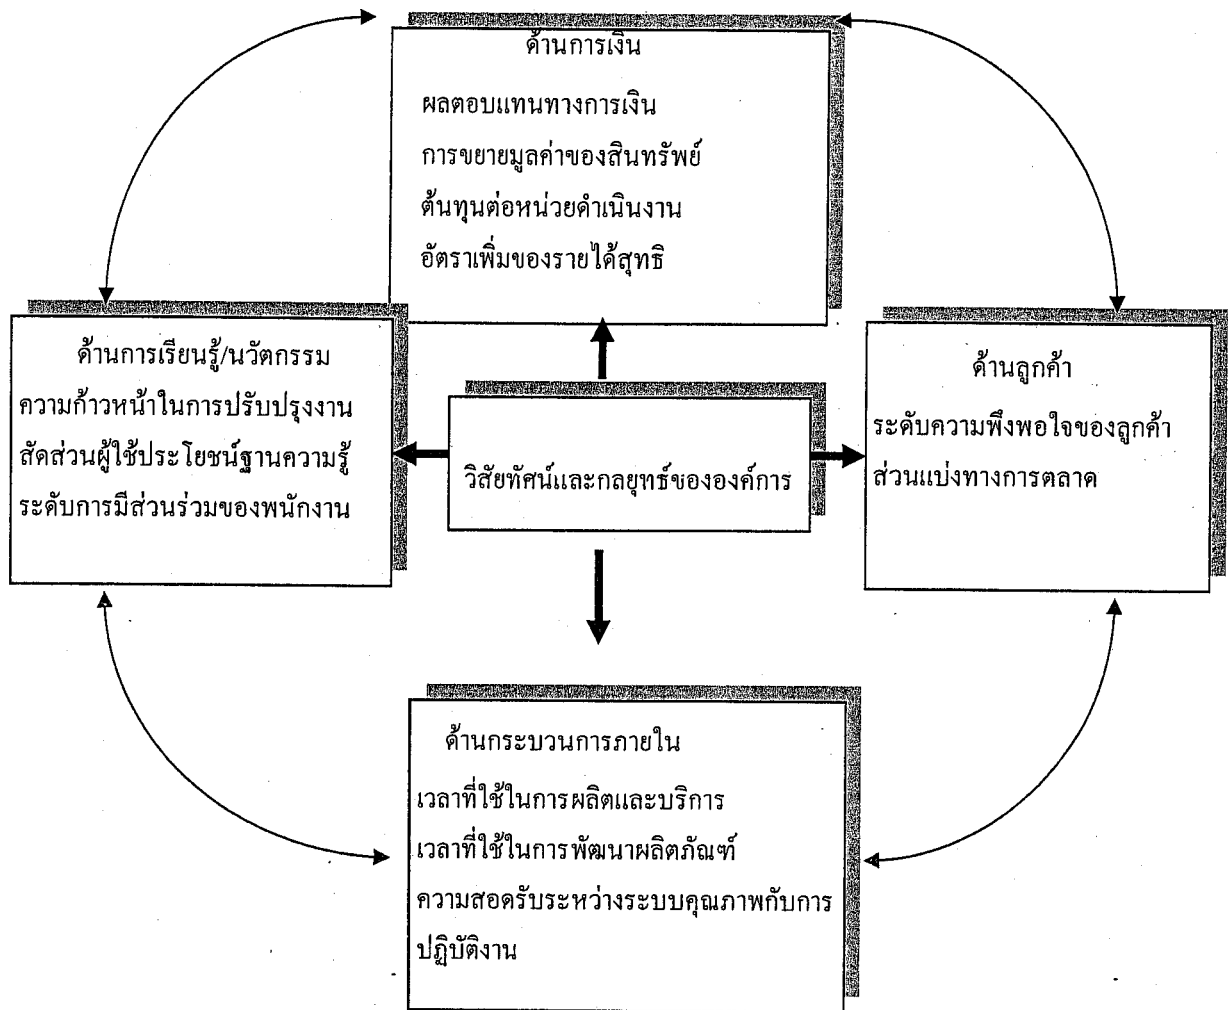 ด้านการเงิน
ผลตอบแทนทางการเงิน
การขยายมูลค่าของสินทรัพย์
ต้นทุนต่อหน่วยดำเนินงาน
อัตราเพิ่มของรายได้สุทธิ
ด้านการเรียนรู้/นวัตกรรม
ความก้าวหน้าในการปรับปรุงงาน
สัดส่วนผู้ใช้ประโยชน์ฐานความรู้
ระดับการมีส่วนร่วมของพนักงาน
วิสัยทัศน์และกลยุทธ์ขององค์การ
ด้านลูกค้า
ระดับความพึงพอใจของลูกค้า
ส่วนแบ่งทางการตลาด
ด้านกระบวนการภายใน
เวลาที่ใช้ในการผลิตและบริการ
เวลาที่ใช้ในการพัฒนาผลิตภัณฑ์
ความสอดรับระหว่างระบบคุณภาพกับการ
ปฏิบัติงาน